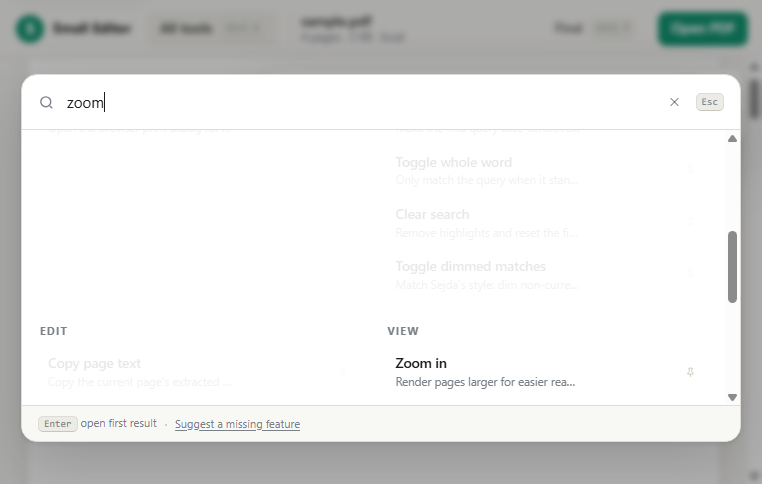 Small Editor
All tools
sample.pdf
Find
Open PDF
zoom
Esc
Toggle whole word
Only match the query when it stan...
Clear search
Remove highlights and reset the fi...
Toggle dimmed matches
Match Sejda's style: dim non-curre...
EDIT
VIEW
Copy page text
Copy the current page's extracted ...
Zoom in
Render pages larger for easier rea...
Enter open first result · Suggest a missing feature